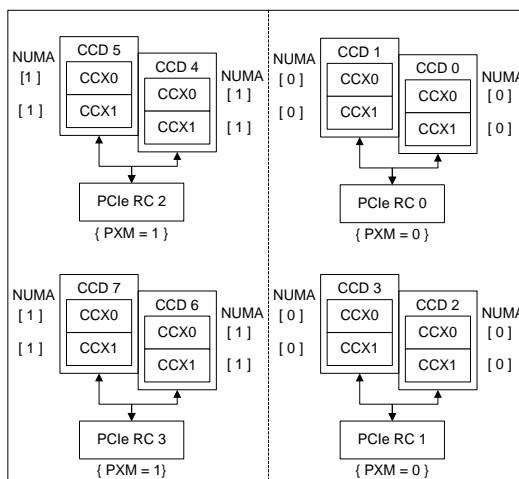 NUMA
[ 1 ]
[ 1 ]
CCD 5
CCX0
CCX1
CCD 4
CCX0
CCX1
NUMA
[ 1 ]
[ 1 ]
PCIe RC 2
{ PXM = 1 }
NUMA
[ 0 ]
[ 0 ]
CCD 1
CCX0
CCX1
CCD 0
CCX0
CCX1
NUMA
[ 0 ]
[ 0 ]
PCIe RC 0
{ PXM = 0 }
NUMA
[ 1 ]
[ 1 ]
CCD 7
CCX0
CCX1
CCD 6
CCX0
CCX1
NUMA
[ 1 ]
[ 1 ]
PCIe RC 3
{ PXM = 1}
NUMA
[ 0 ]
[ 0 ]
CCD 3
CCX0
CCX1
CCD 2
CCX0
CCX1
NUMA
[ 0 ]
[ 0 ]
PCIe RC 1
{ PXM = 0 }